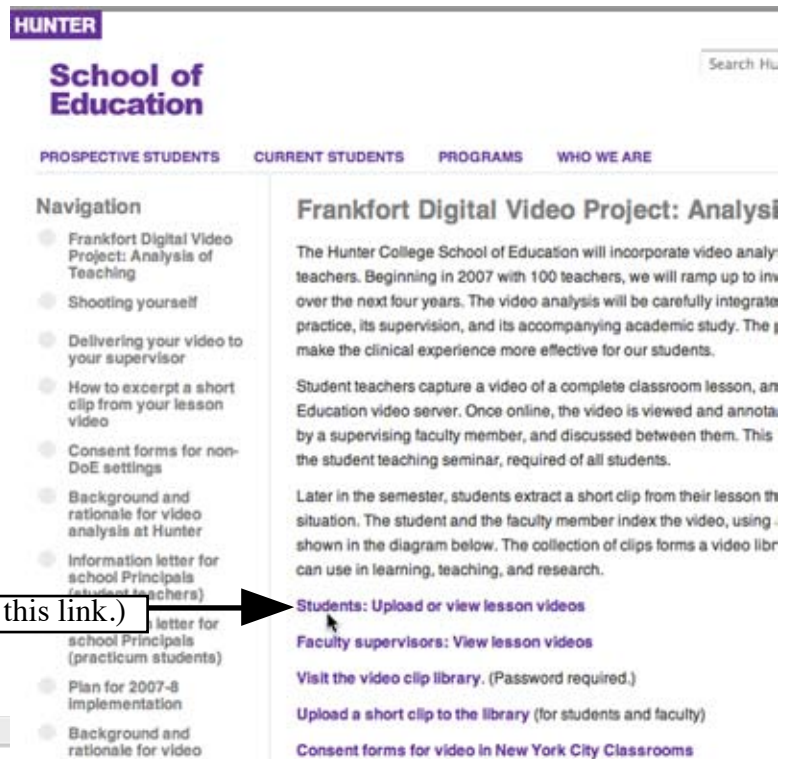 HUNTER
School of
Education
Search Hu
PROSPECTIVE STUDENTS CURRENT STUDENTS PROGRAMS WHO WE ARE
Navigation
Frankfort Digital Video
Project: Analysis of
Teaching
Shooting yourself
Delivering your video to
your supervisor
How to excerpt a short
clip from your lesson
video
Consent forms for non-
DoE settings
Background and
rationale for video
analysis at Hunter
Information letter for
school Principals
(student teachers)
this link.)
letter for
school Principals
(practicum students)
Plan for 2007-8
implementation
Background and
rationale for video
Frankfort Digital Video Project: Analysi
The Hunter College School of Education will incorporate video analy
teachers. Beginning in 2007 with 100 teachers, we will ramp up to inv
over the next four years. The video analysis will be carefully integrate
practice, its supervision, and its accompanying academic study. The p
make the clinical experience more effective for our students.
Student teachers capture a video of a complete classroom lesson, an
Education video server. Once online, the video is viewed and annota
by a supervising faculty member, and discussed between them. This
the student teaching seminar, required of all students.
Later in the semester, students extract a short clip from their lesson th
situation. The student and the faculty member index the video, using
shown in the diagram below. The collection of clips forms a video libr
can use in learning, teaching, and research.
Students: Upload or view lesson videos
Faculty supervisors: View lesson videos
Visit the video clip library. (Password required.)
Upload a short clip to the library (for students and faculty)
Consent forms for video in New York City Classrooms